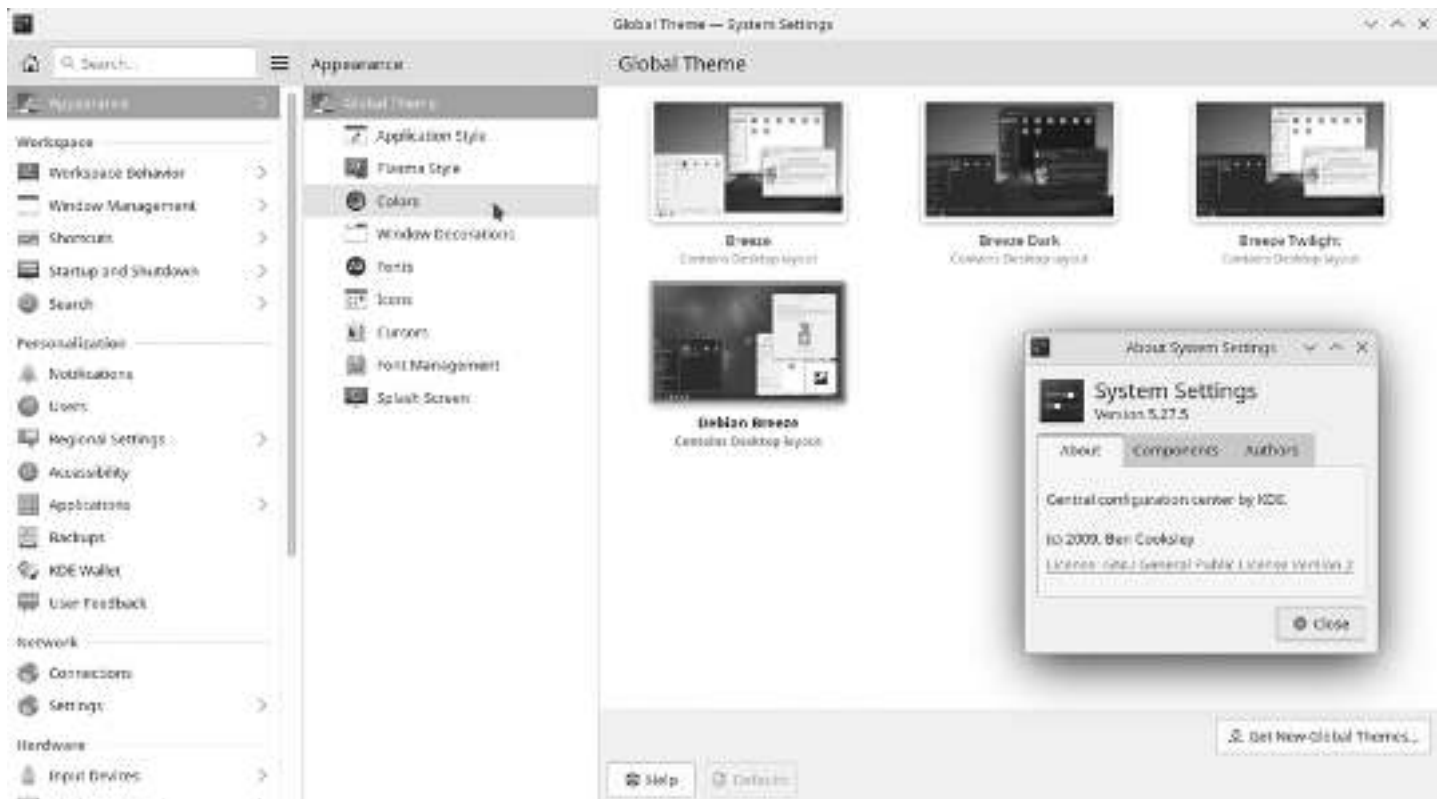 Global Theme — System Settings
Search...
Appearance
Global Theme
Appearance
Global Theme
Workspace
Workspace Behavior
Window Management
Shortcuts
Startup and Shutdown
Search
Personalization
Notifications
Users
Regional Settings
Accessibility
Applications
Backups
KDE Wallet
User Feedback
Network
Connections
Settings
Hardware
Input Devices
Application Style
Plasma Style
Colors
Window Decorations
Fonts
Icons
Cursors
Font Management
Splash Screen
Breeze
Contains Desktop layout
Breeze Dark
Contains Desktop layout
Breeze Twilight
Contains Desktop layout
Debian Breeze
Contains Desktop layout
About System Settings
System Settings
Version 5.27.5
About Components Authors
Central configuration center by KDE.
(c) 2009, Ben Cooksley
License: GNU General Public License Version 2
Close
Get New Global Themes...
Help Defaults